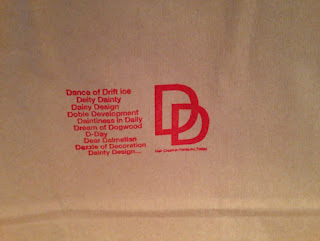 Dance of Drift ice
Deity Dainty
Daicy Design
Doble Development
Daintiness in Daily
Dream of Dogwood
D-Day
Dear Dalmatian
Dazzle of Decoration
Dainty Design...
DD